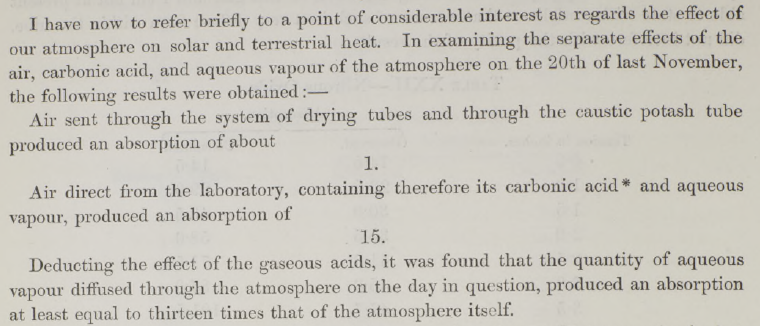 I have now to refer briefly to a point of considerable interest as regards the effect of
our atmosphere on solar and terrestrial heat. In examining the separate effects of the
air, carbonic acid, and aqueous vapour of the atmosphere on the 20th of last November,
the following results were obtained:—
Air sent through the system of drying tubes and through the caustic potash tube
produced an absorption of about
1.
Air direct from the laboratory, containing therefore its carbonic acid* and aqueous
vapour, produced an absorption of
15.
Deducting the effect of the gaseous acids, it was found that the quantity of aqueous
vapour diffused through the atmosphere on the day in question, produced an absorption
at least equal to thirteen times that of the atmosphere itself.